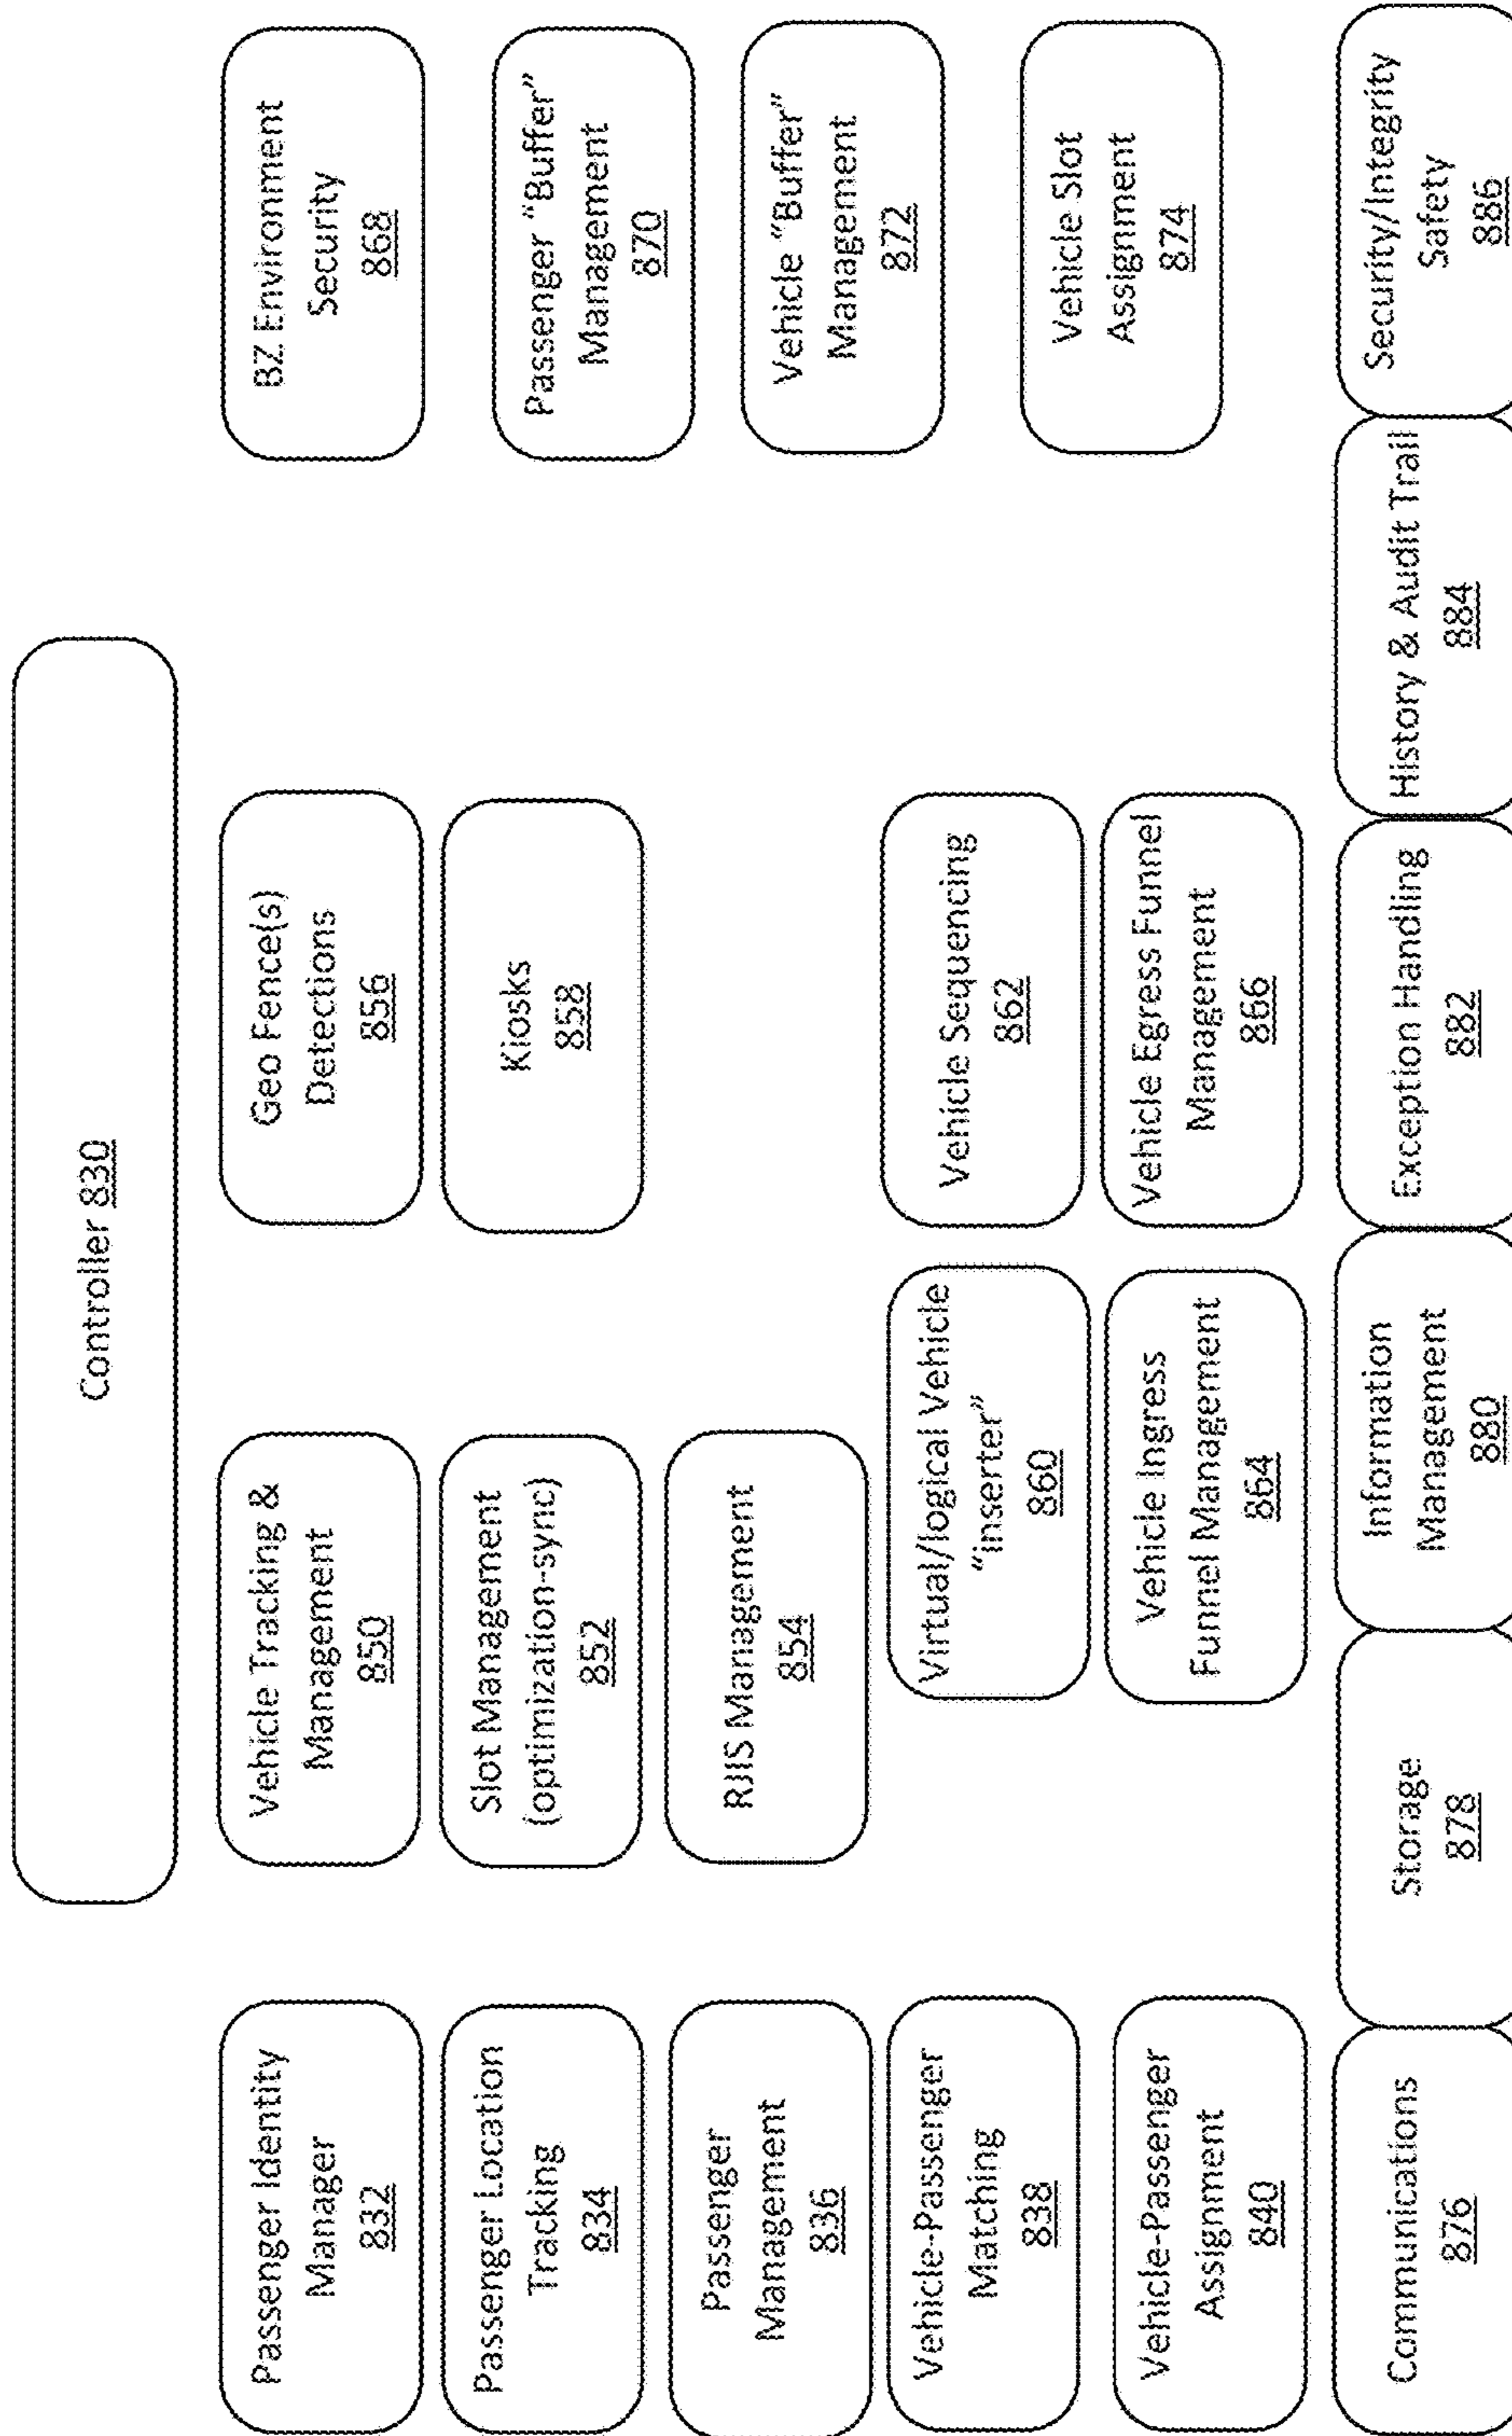 Controller 830
Passenger Identity
Manager
832
Passenger Location
Tracking
834
Passenger
Management
836
Vehicle-Passenger
Matching
838
Vehicle-Passenger
Assignment
840
Vehicle Tracking &
Management
850
Slot Management
(optimization-sync)
852
RJIS Management
854
Virtual/logical Vehicle
“inserter”
860
Vehicle Ingress
Funnel Management
864
Geo Fence(s)
Detections
856
Kiosks
858
Vehicle Sequencing
862
Vehicle Egress Funnel
Management
866
BZ Environment
Security
868
Passenger “Buffer”
Management
870
Vehicle “Buffer”
Management
872
Vehicle Slot
Assignment
874
Communications
876
Storage
878
Information
Management
880
Exception Handling
882
History & Audit Trail
884
Security/Integrity
Safety
886